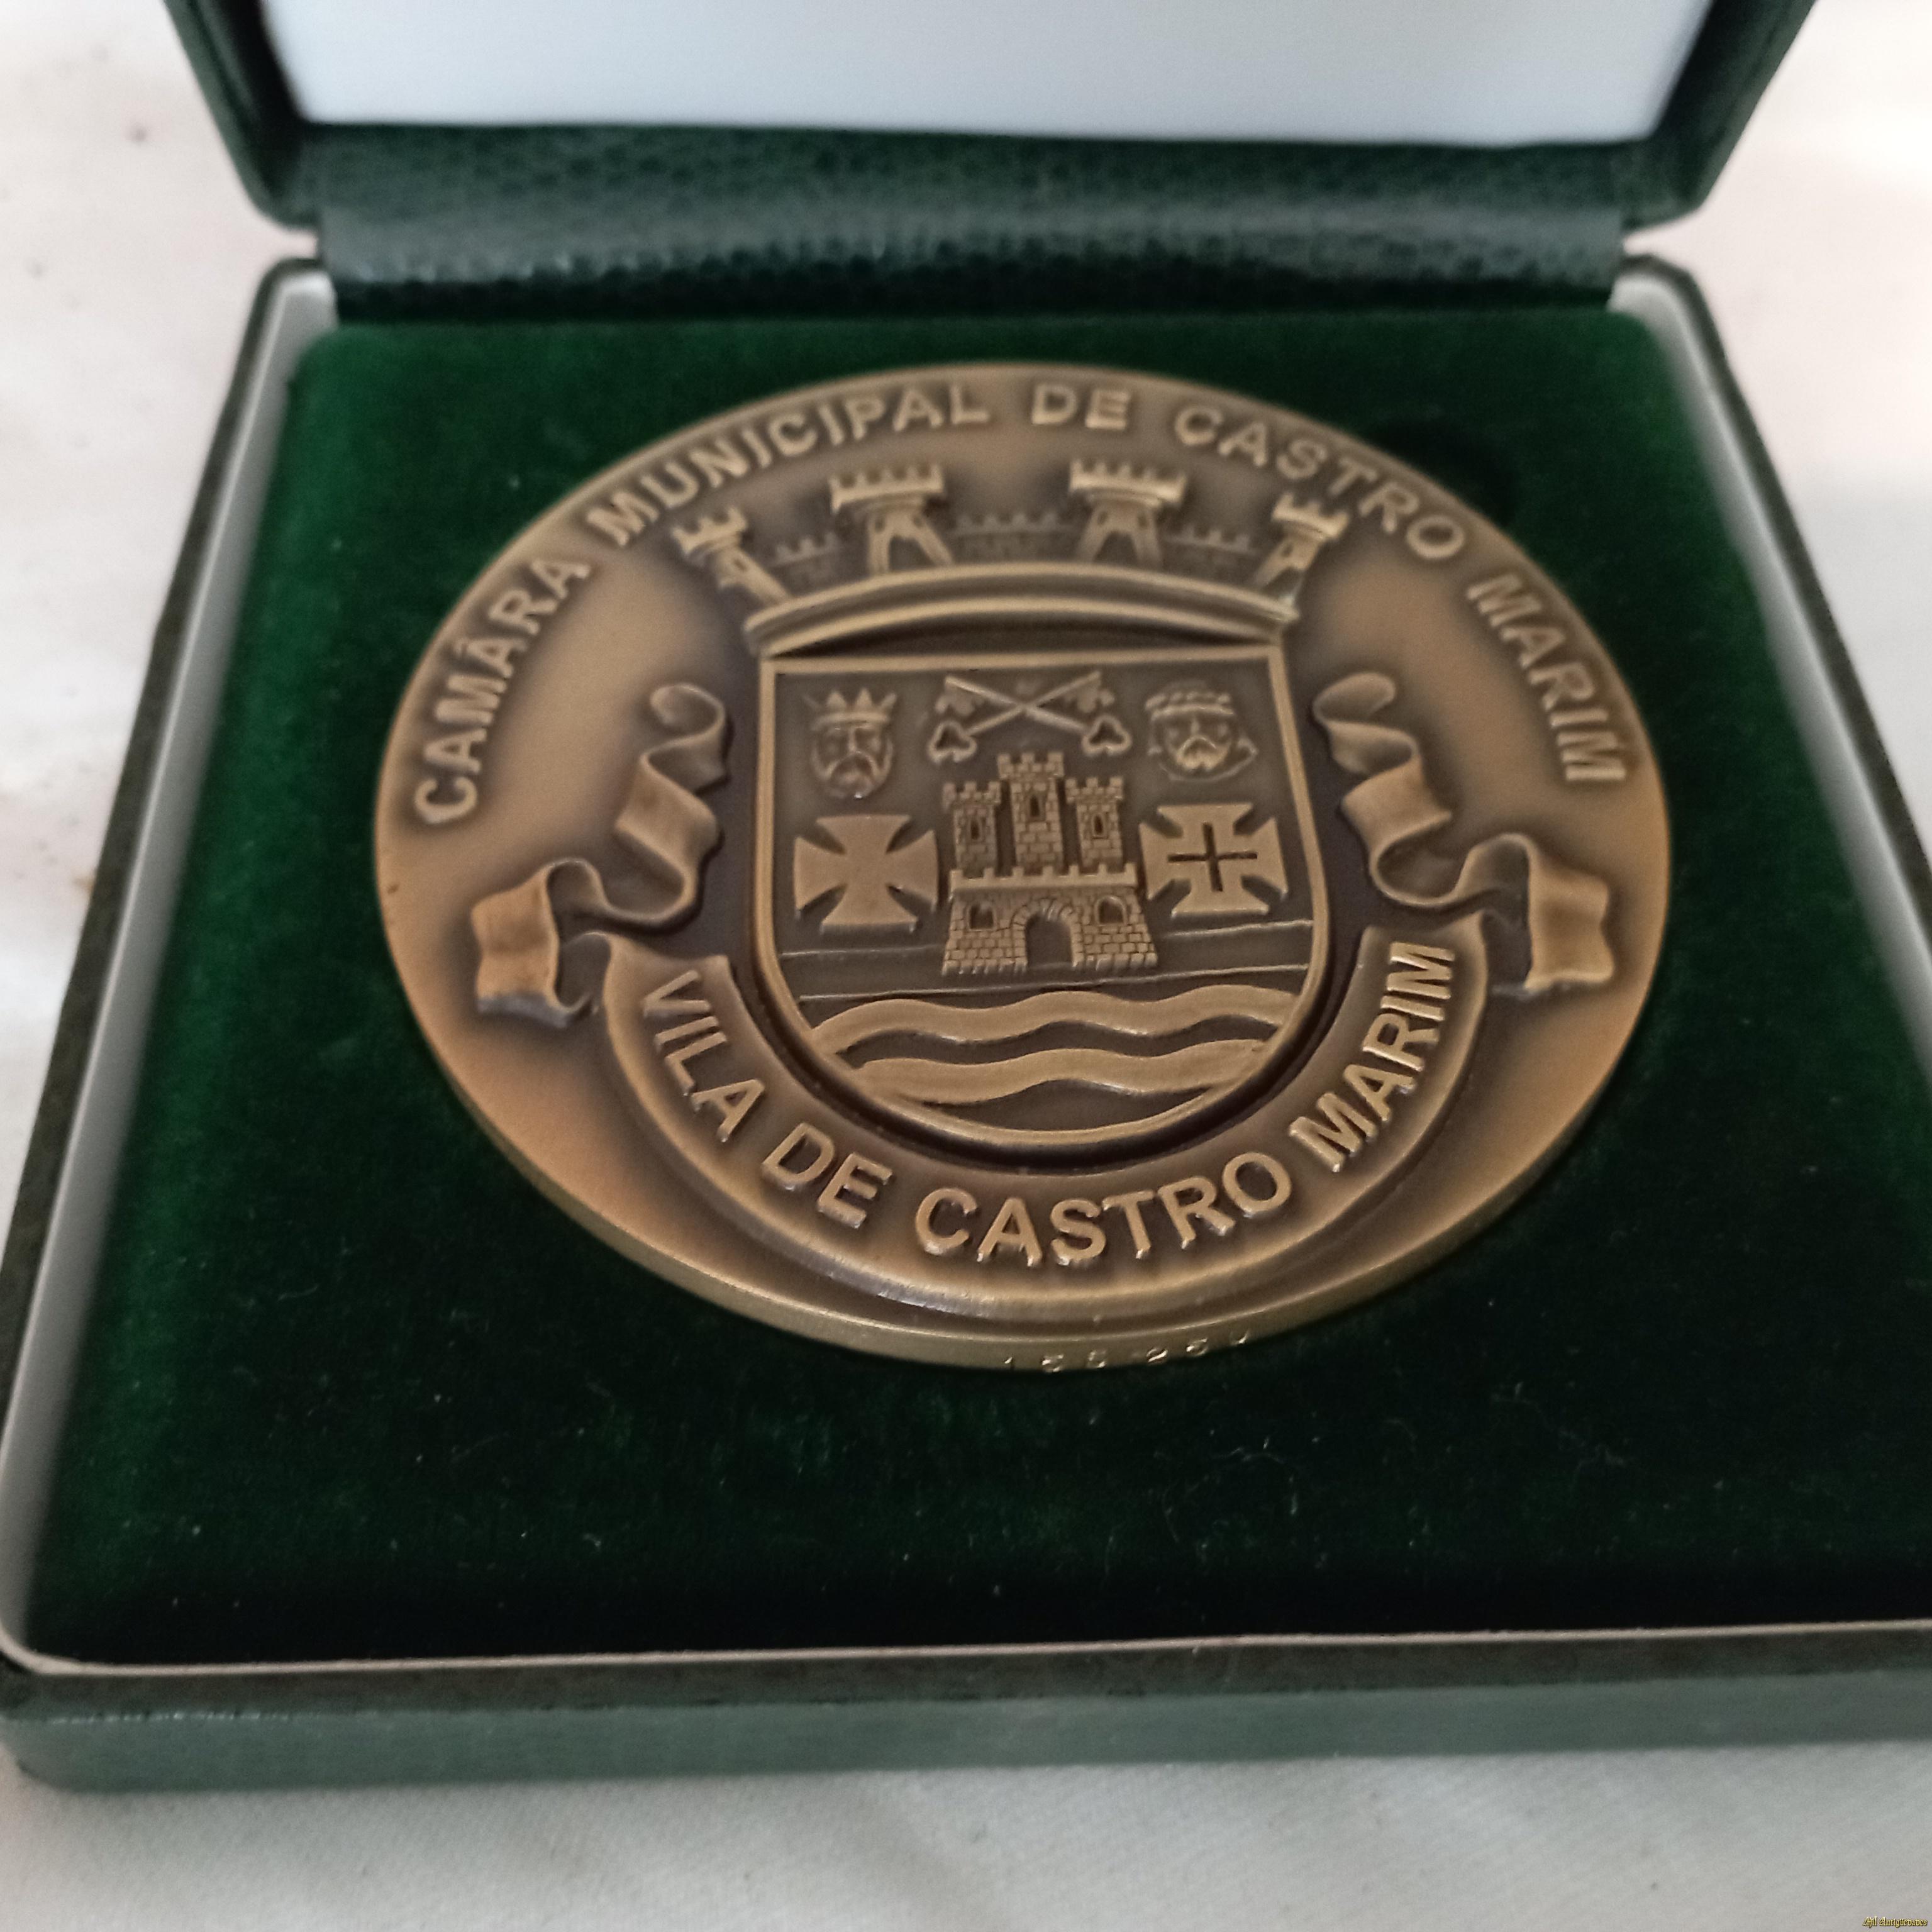 CAMÂRA MUNICIPAL DE CASTRO MARIM
VILA DE CASTRO MARIM